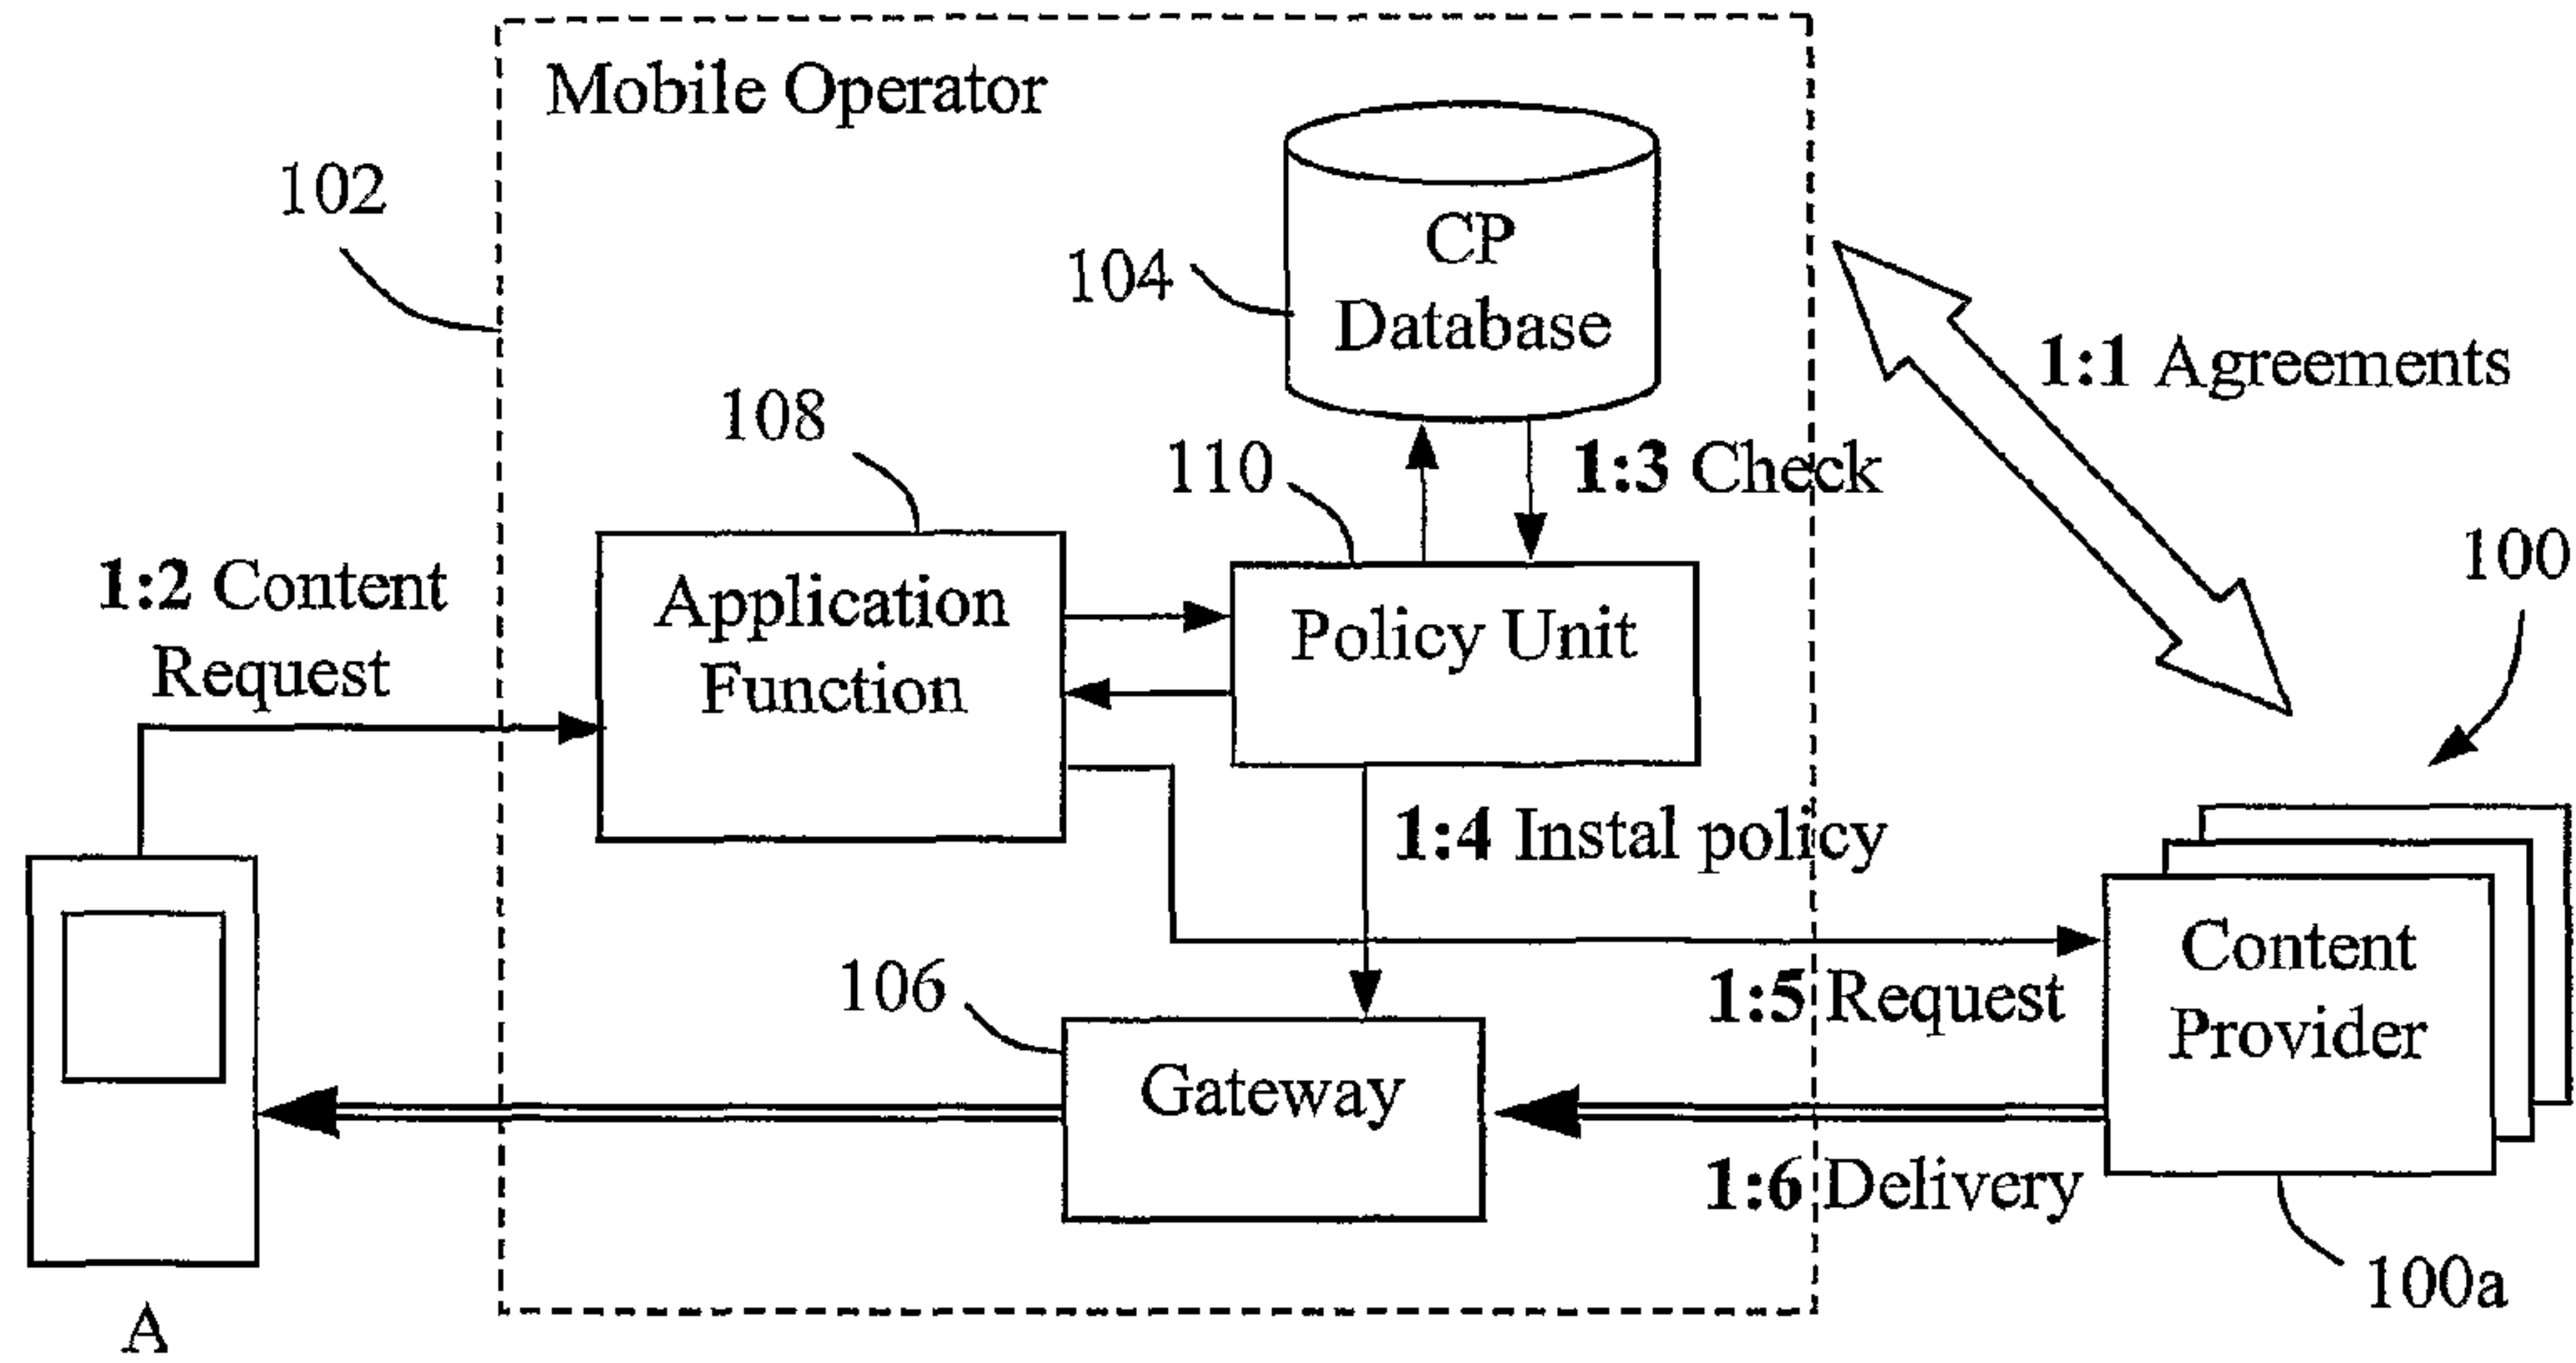 Mobile Operator
102
CP
Database
104
1:1 Agreements
108
110
1:3 Check
100
1:2 Content
Request
Application
Function
Policy Unit
1:4 Instal policy
Content
Provider
106
1:5 Request
Gateway
1:6 Delivery
100a
A